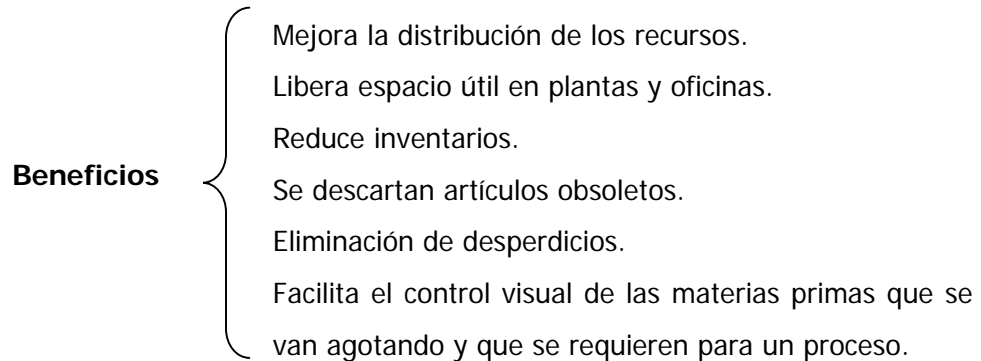 Mejora la distribución de los recursos.
Libera espacio útil en plantas y oficinas.
Reduce inventarios.
Beneficios
Se descartan artículos obsoletos.
Eliminación de desperdicios.
Facilita el control visual de las materias primas que se
van agotando y que se requieren para un proceso.